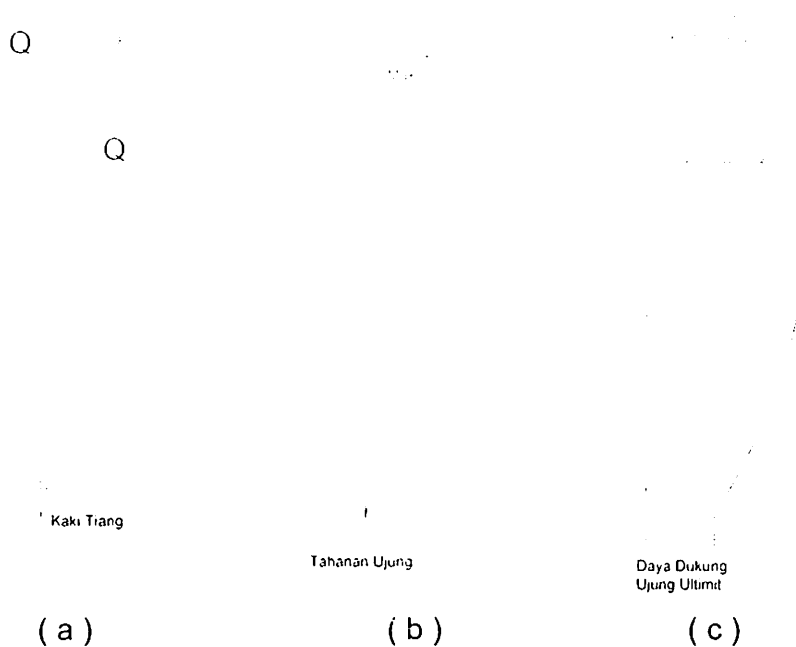 Q
Q
Kaki Tiang
Tahanan Ujung
Daya Dukung
Ujung Ultimit
( a )
( b )
( c )